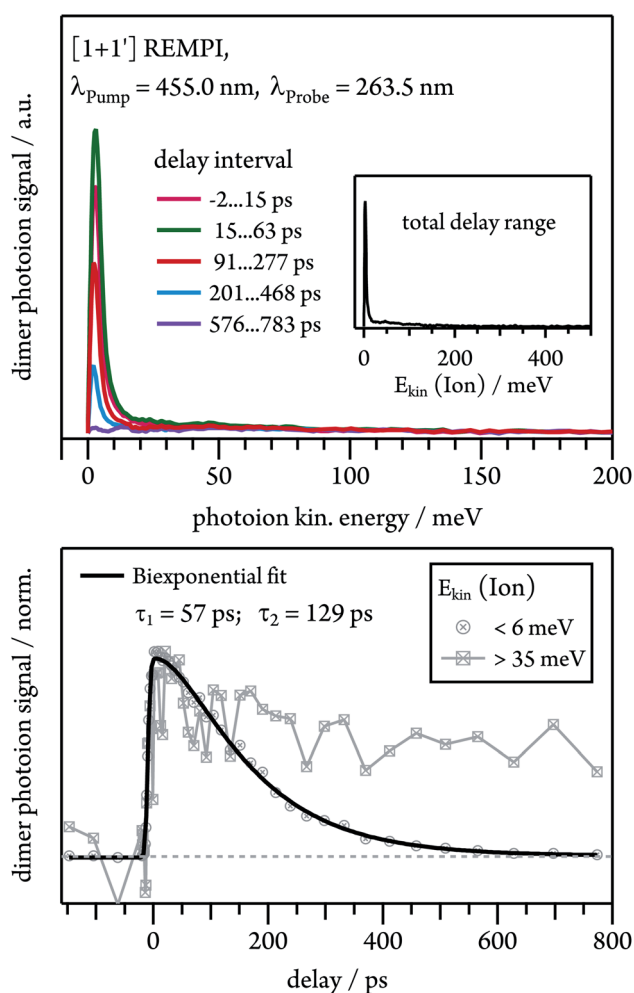 [1+1'] REMPI,
λPump = 455.0 nm, λProbe = 263.5 nm
delay interval
-2...15 ps
15...63 ps
91...277 ps
201...468 ps
576...783 ps
total delay range
0 200 400
Ekin (Ion) / meV
dimer photoion signal / a.u.
0 50 100 150 200
photoion kin. energy / meV
Biexponential fit
τ1 = 57 ps; τ2 = 129 ps
Ekin (Ion)
< 6 meV
> 35 meV
dimer photoion signal / norm.
0 200 400 600 800
delay / ps